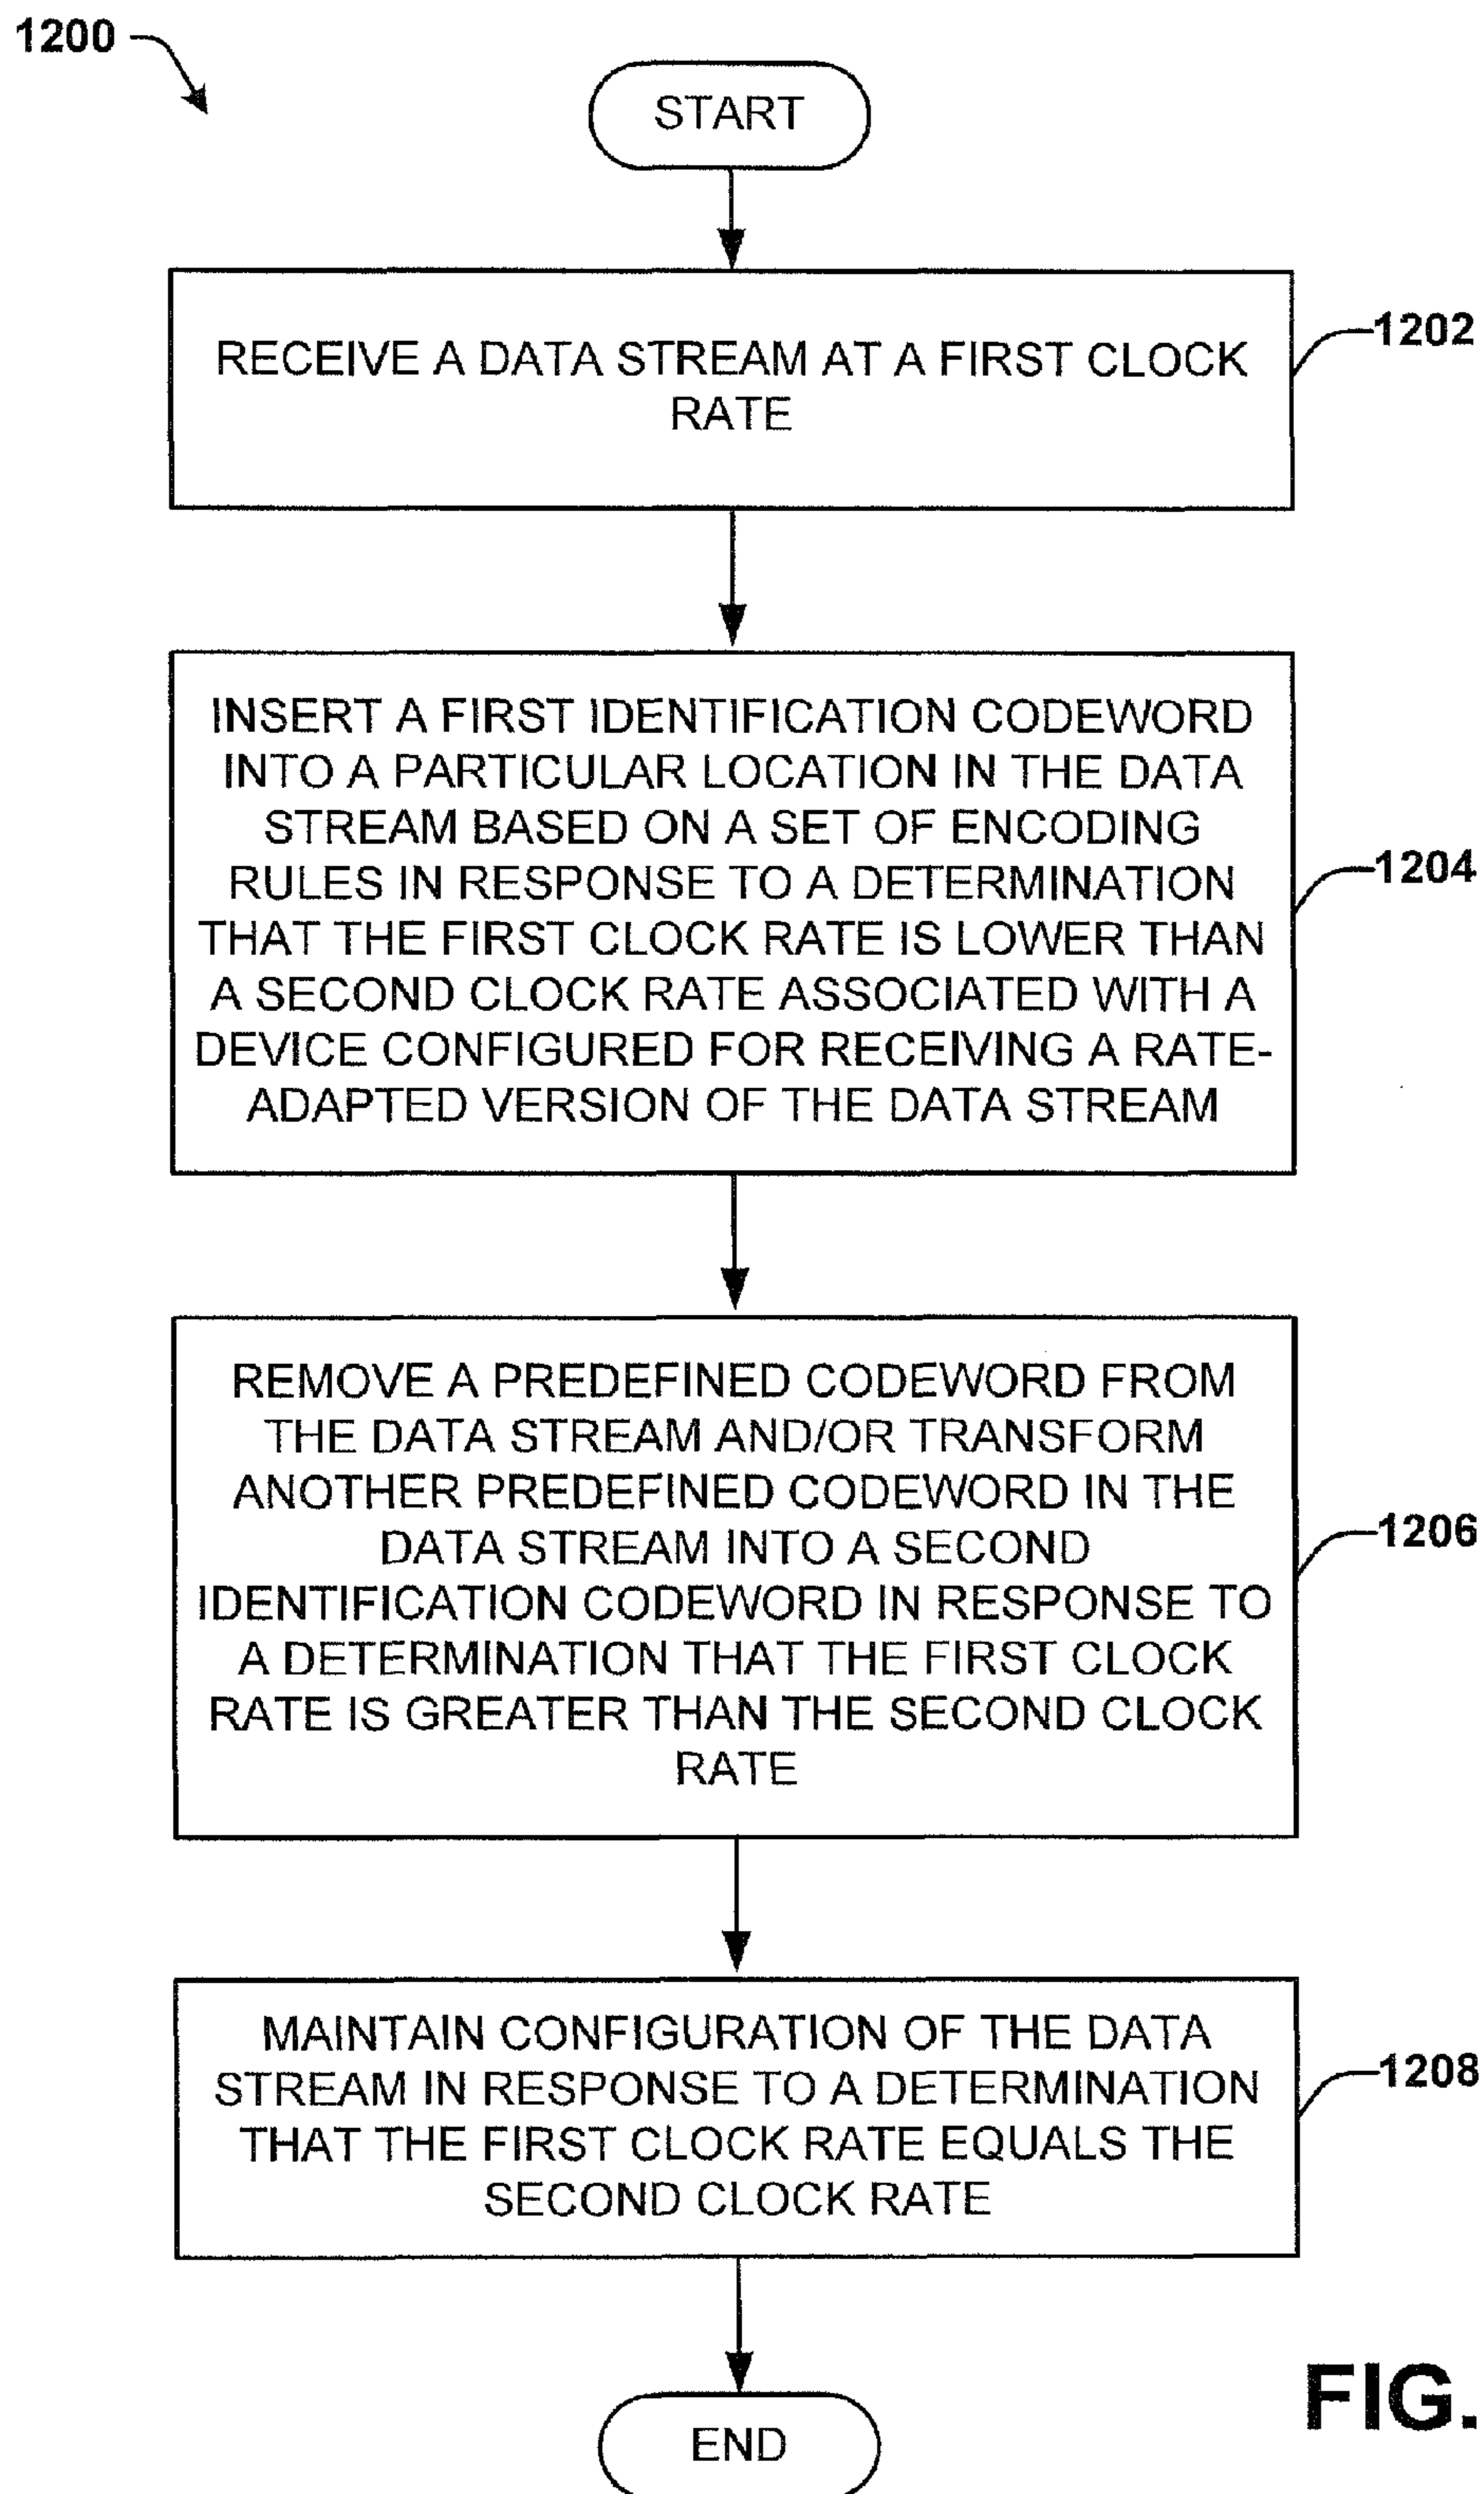 1200
START
RECEIVE A DATA STREAM AT A FIRST CLOCK
RATE
1202
INSERT A FIRST IDENTIFICATION CODEWORD
INTO A PARTICULAR LOCATION IN THE DATA
STREAM BASED ON A SET OF ENCODING
RULES IN RESPONSE TO A DETERMINATION
THAT THE FIRST CLOCK RATE IS LOWER THAN
A SECOND CLOCK RATE ASSOCIATED WITH A
DEVICE CONFIGURED FOR RECEIVING A RATE-
ADAPTED VERSION OF THE DATA STREAM
1204
REMOVE A PREDEFINED CODEWORD FROM
THE DATA STREAM AND/OR TRANSFORM
ANOTHER PREDEFINED CODEWORD IN THE
DATA STREAM INTO A SECOND
IDENTIFICATION CODEWORD IN RESPONSE TO
A DETERMINATION THAT THE FIRST CLOCK
RATE IS GREATER THAN THE SECOND CLOCK
RATE
1206
MAINTAIN CONFIGURATION OF THE DATA
STREAM IN RESPONSE TO A DETERMINATION
THAT THE FIRST CLOCK RATE EQUALS THE
SECOND CLOCK RATE
1208
END
FIG.